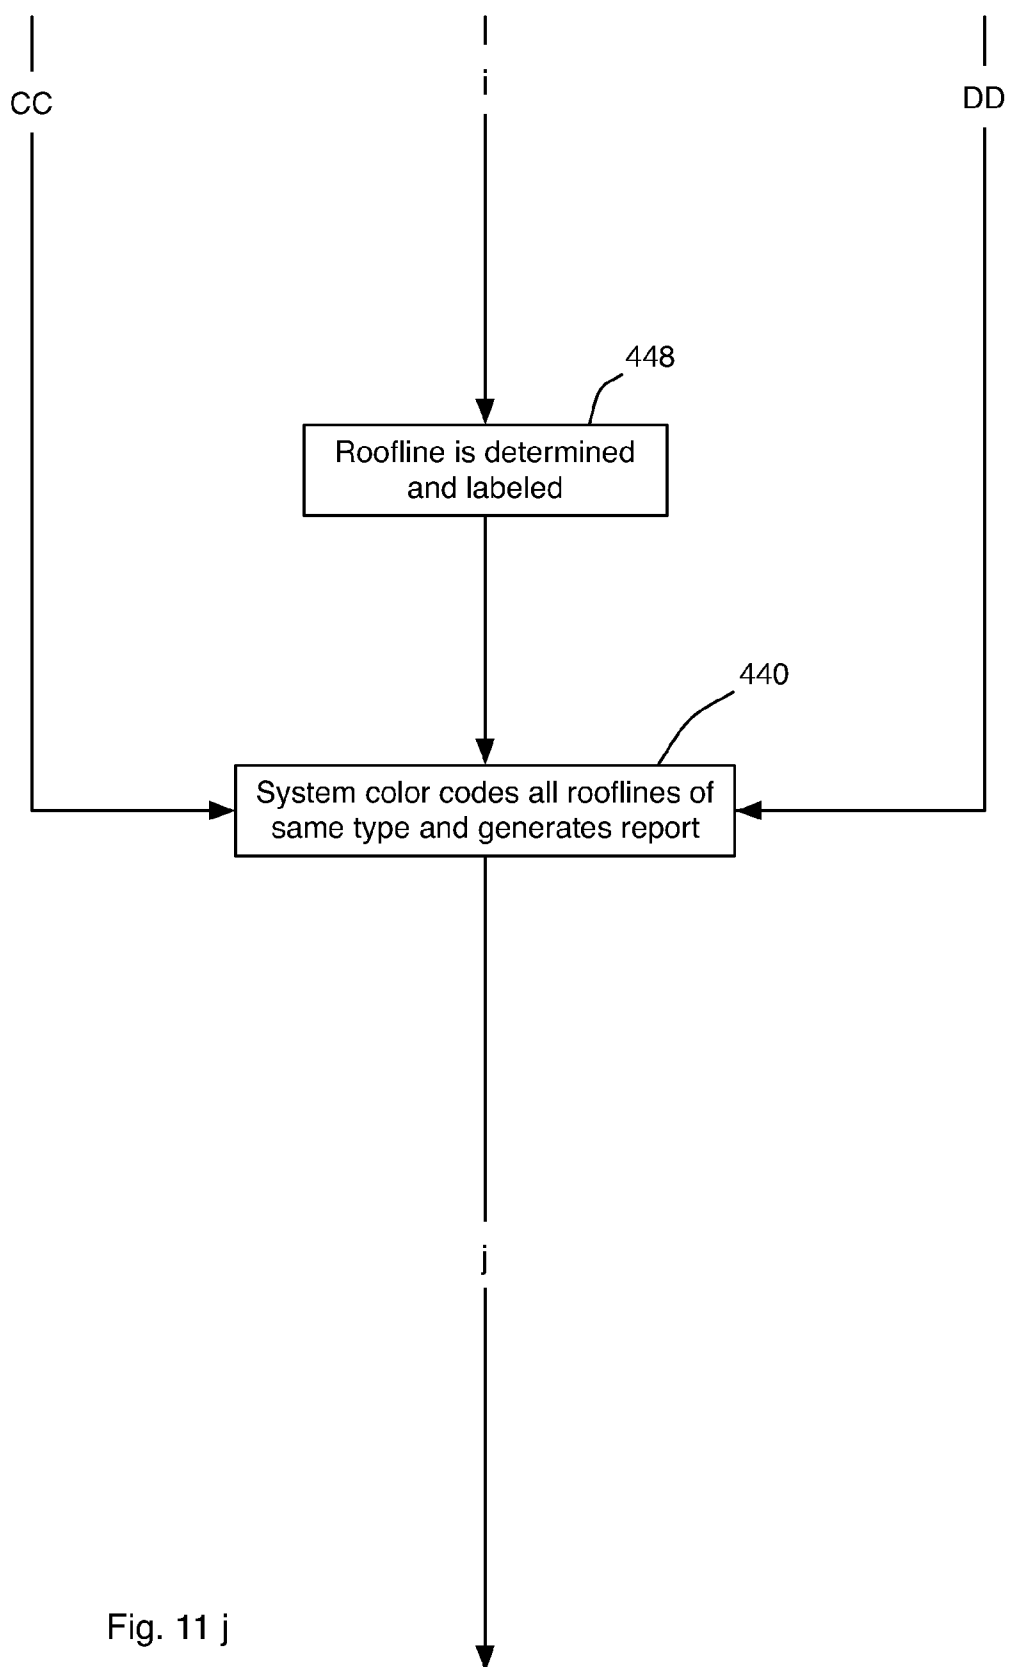 i
CC
DD
448
Roofline is determined
and labeled
440
System color codes all rooflines of
same type and generates report
j
Fig. 11 j